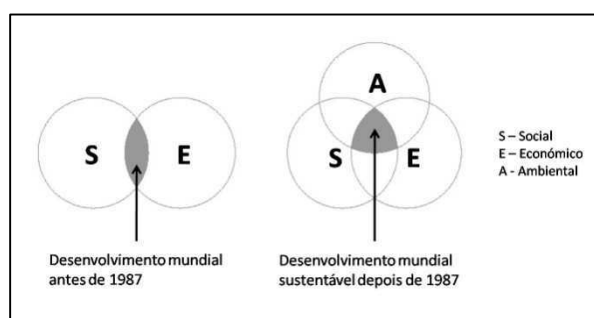 A
S
E
S
E
S – Social
E – Económico
A - Ambiental
Desenvolvimento mundial
antes de 1987
Desenvolvimento mundial
sustentável depois de 1987